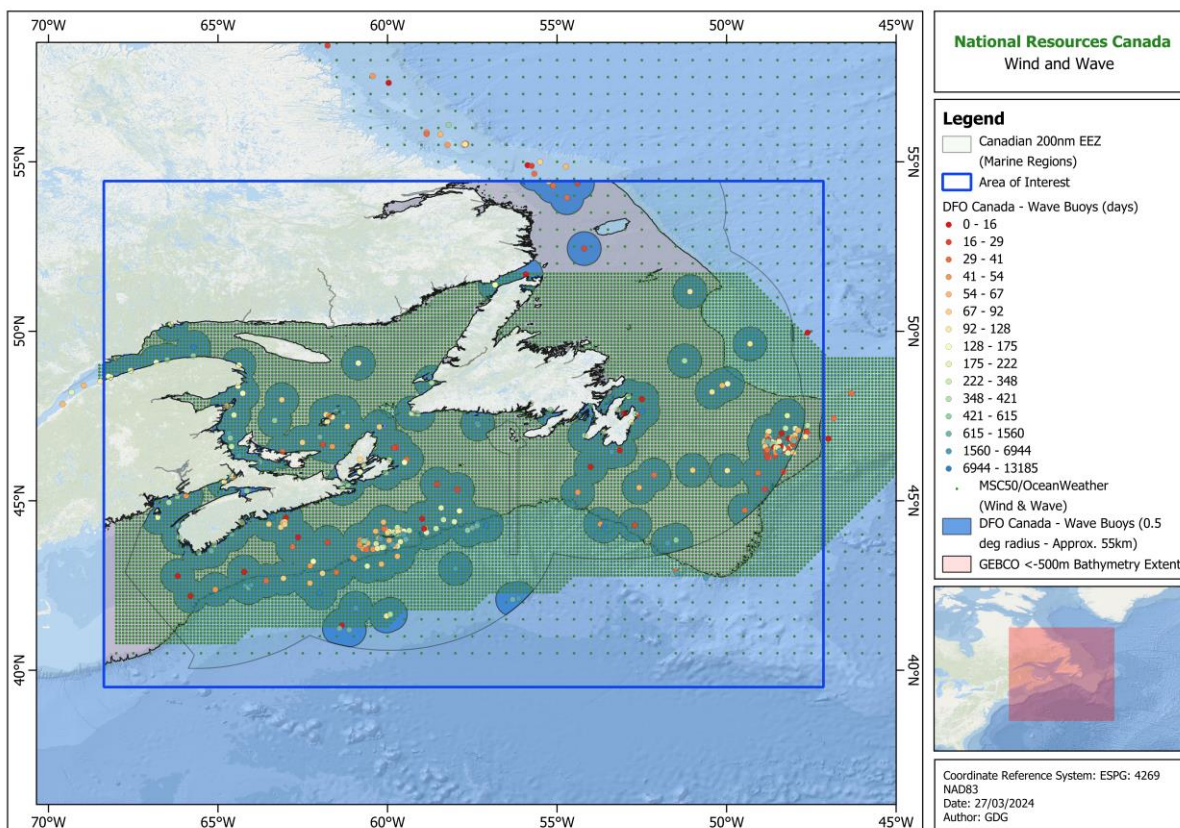 70°W 65°W 60°W 55°W 50°W 45°W
55°N 55°N
50°N 50°N
45°N 45°N
40°N 40°N
70°W 65°W 60°W 55°W 50°W 45°W
National Resources Canada
Wind and Wave
Legend
Canadian 200nm EEZ
(Marine Regions)
Area of Interest
DFO Canada - Wave Buoys (days)
0 - 16
16 - 29
29 - 41
41 - 54
54 - 67
67 - 92
92 - 128
128 - 175
175 - 222
222 - 348
348 - 421
421 - 615
615 - 1560
1560 - 6944
6944 - 13185
MSC50/OceanWeather
(Wind & Wave)
DFO Canada - Wave Buoys (0.5
deg radius - Approx. 55km)
GEBCO <-500m Bathymetry Extent
Coordinate Reference System: ESPG: 4269
NAD83
Date: 27/03/2024
Author: GDG